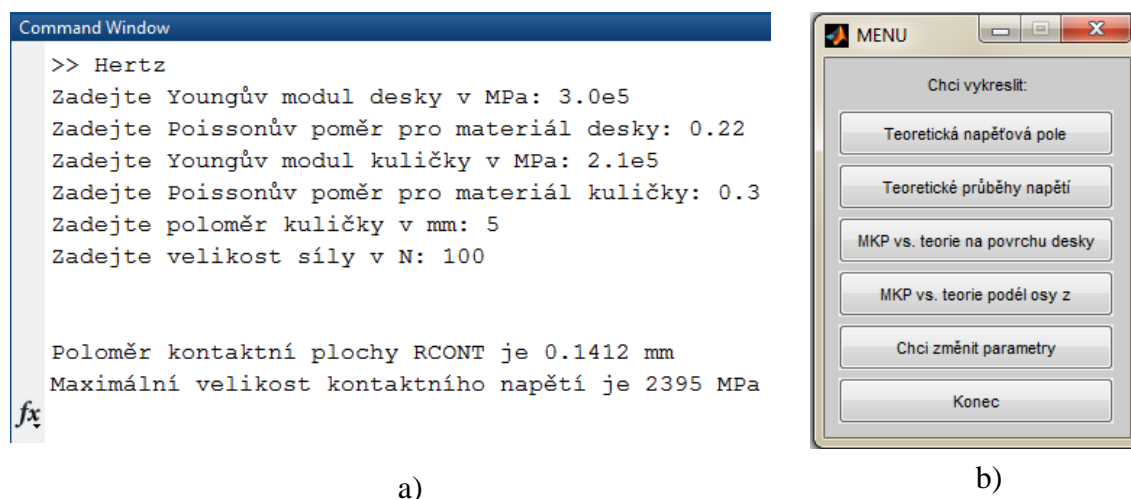 Command Window
>> Hertz
Zadejte Youngův modul desky v MPa: 3.0e5
Zadejte Poissonův poměr pro materiál desky: 0.22
Zadejte Youngův modul kuličky v MPa: 2.1e5
Zadejte Poissonův poměr pro materiál kuličky: 0.3
Zadejte poloměr kuličky v mm: 5
Zadejte velikost síly v N: 100
Poloměr kontaktní plochy RCONT je 0.1412 mm
Maximální velikost kontaktního napětí je 2395 MPa
fx
a)
MENU
Chci vykreslit:
Teoretická napěťová pole
Teoretické průběhy napětí
MKP vs. teorie na povrchu desky
MKP vs. teorie podél osy z
Chci změnit parametry
Konec
b)